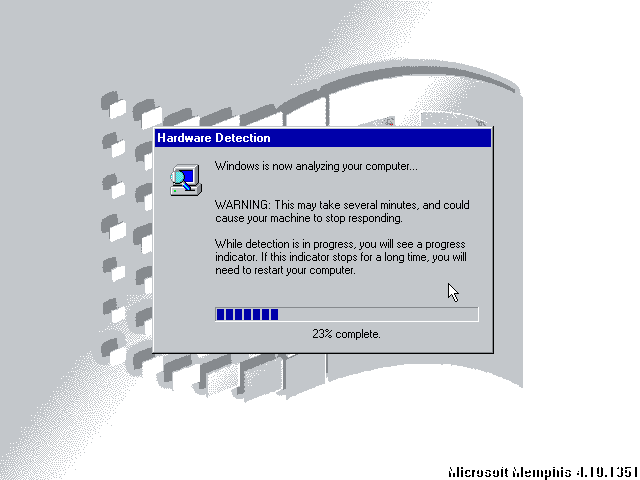 Hardware Detection
Windows is now analyzing your computer...
WARNING: This may take several minutes, and could
cause your machine to stop responding.
While detection is in progress, you will see a progress
indicator. If this indicator stops for a long time, you will
need to restart your computer.
23% complete.
Microsoft Memphis 4.10.1351